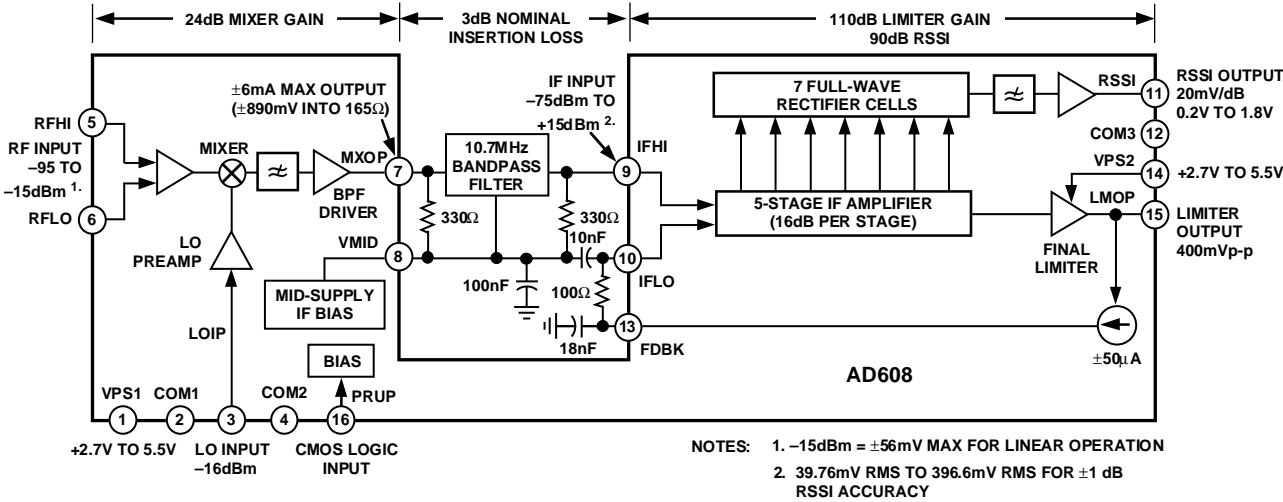 24dB MIXER GAIN
3dB NOMINAL
INSERTION LOSS
110dB LIMITER GAIN
90dB RSSI
±6mA MAX OUTPUT
(±890mV INTO 165Ω)
IF INPUT
–75dBm TO
+15dBm 2.
7 FULL-WAVE
RECTIFIER CELLS
RSSI
11
RSSI OUTPUT
20mV/dB
0.2V TO 1.8V
RFHI
5
RF INPUT
–95 TO
–15dBm 1.
RFLO
6
MIXER
MXOP
7
BPF
DRIVER
10.7MHz
BANDPASS
FILTER
IFHI
9
COM3
12
VPS2
14
+2.7V TO 5.5V
5-STAGE IF AMPLIFIER
(16dB PER STAGE)
LMOP
15
LIMITER
OUTPUT
400mVp-p
FINAL
LIMITER
330Ω
330Ω
10nF
VMID
8
10
IFLO
LO
PREAMP
MID-SUPPLY
IF BIAS
100nF
100Ω
18nF
13
FDBK
±50µA
LOIP
BIAS
PRUP
AD608
VPS1
COM1
COM2
1
2
3
4
16
+2.7V TO 5.5V
LO INPUT
–16dBm
CMOS LOGIC
INPUT
NOTES: 1. –15dBm = ±56mV MAX FOR LINEAR OPERATION
2. 39.76mV RMS TO 396.6mV RMS FOR ±1 dB
RSSI ACCURACY